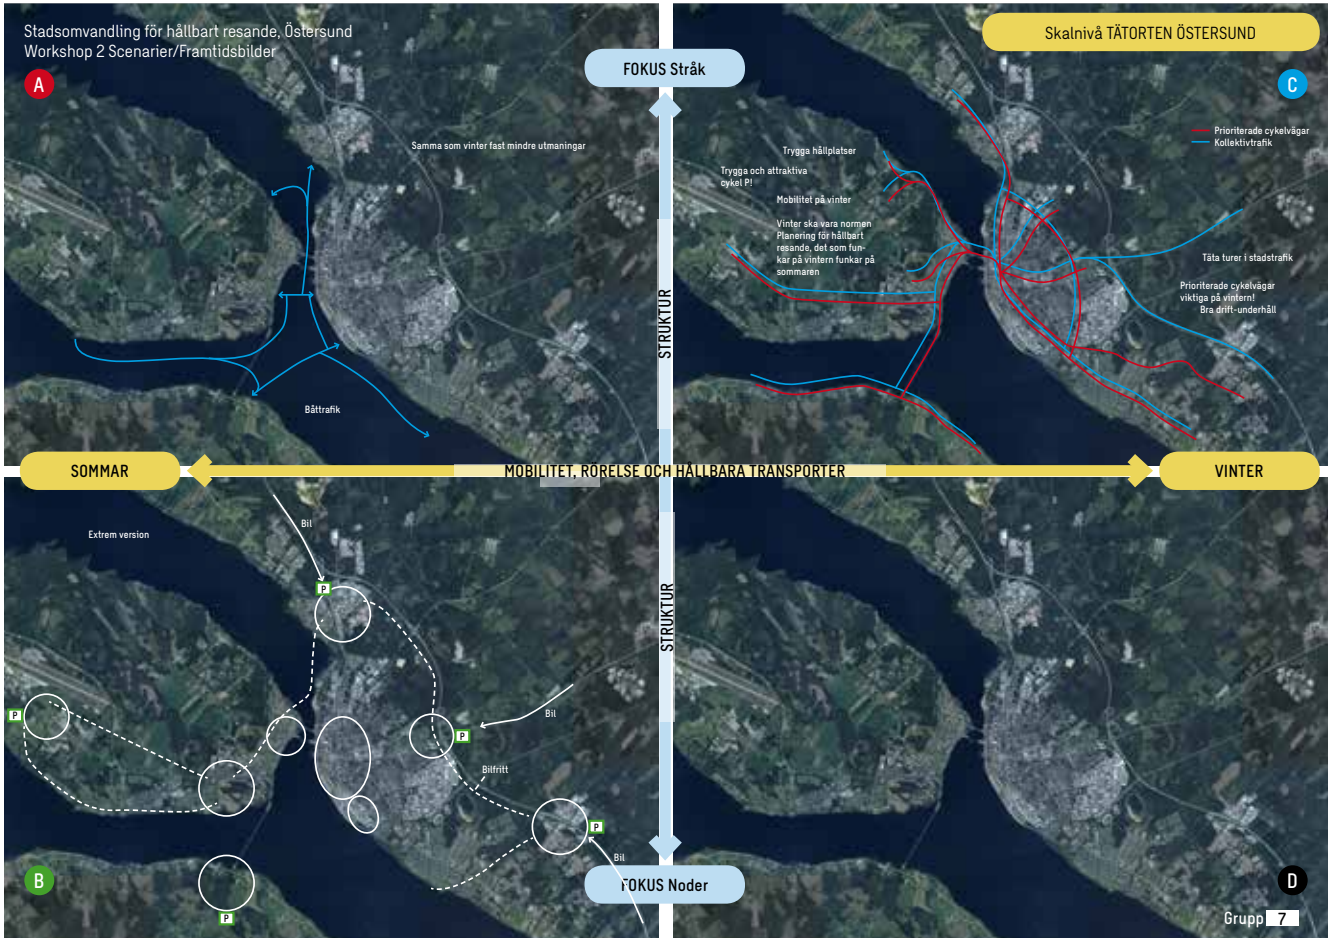 Stadsomvandling för hållbart resande, Östersund
Workshop 2 Scenarier/Framtidsbilder
A
Samma som vinter fast mindre utmaningar
Båttrafik
FOKUS Stråk
Skalnivå TÄTORTEN ÖSTERSUND
C
Prioriterade cykelvägar
Kollektivtrafik
Trygga hållplatser
Trygga och attraktiva
cykel P!
Mobilitet på vinter
Vinter ska vara normen
Planering för hållbart
resande, det som fun-
kar på vintern funkar på
sommaren
Täta turer i stadstrafik
Prioriterade cykelvägar
viktiga på vintern!
Bra drift-underhåll
STRUKTUR
SOMMAR
MOBILITET, RÖRELSE OCH HÅLLBARA TRANSPORTER
VINTER
STRUKTUR
Extrem version
Bil
P
P
Bil
P
Bilfritt
P
Bil
P
B
FOKUS Noder
D
Grupp 7